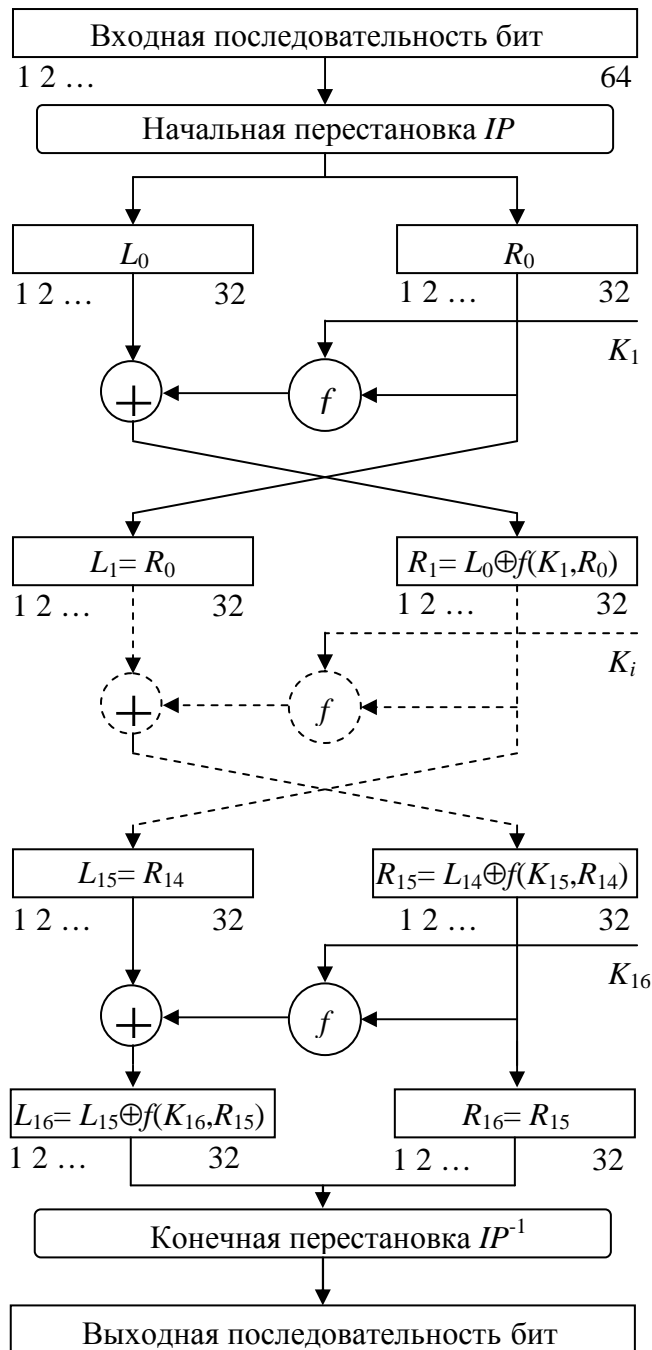 Входная последовательность бит
1 2 … 64
Начальная перестановка IP
L₀ R₀
1 2 … 32 1 2 … 32
K₁
+ f
L₁= R₀ R₁= L₀⊕f(K₁,R₀)
1 2 … 32 1 2 … 32
Kᵢ
+ f
L₁₅= R₁₄ R₁₅= L₁₄⊕f(K₁₅,R₁₄)
1 2 … 32 1 2 … 32
K₁₆
+ f
L₁₆= L₁₅⊕f(K₁₆,R₁₅) R₁₆= R₁₅
1 2 … 32 1 2 … 32
Конечная перестановка IP⁻¹
Выходная последовательность бит